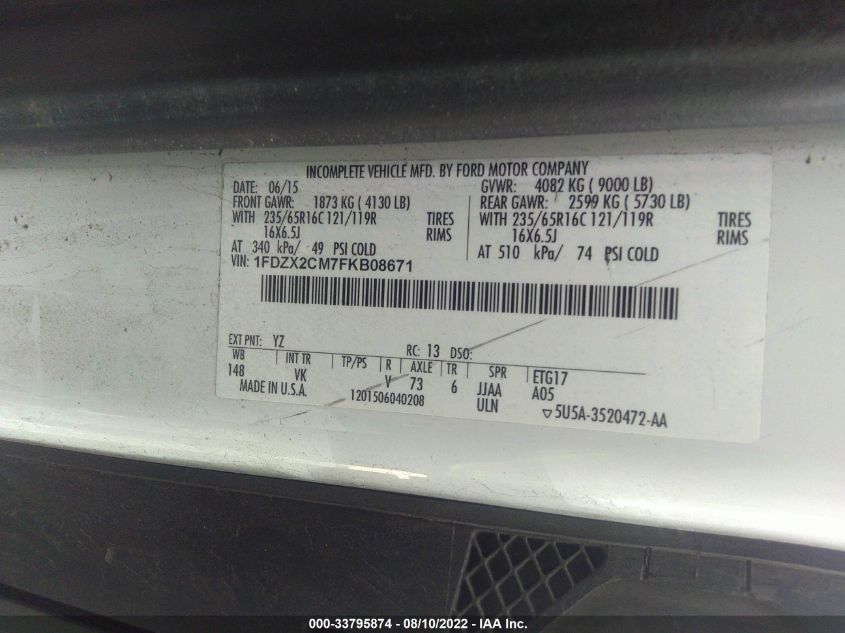 INCOMPLETE VEHICLE MFD. BY FORD MOTOR COMPANY
DATE: 06/15 GVWR: 4082 KG ( 9000 LB)
FRONT GAWR: 1873 KG ( 4130 LB) REAR GAWR: 2599 KG ( 5730 LB)
WITH 235/65R16C 121/119R TIRES WITH 235/65R16C 121/119R TIRES
16X6.5J RIMS 16X6.5J RIMS
AT 340 kPa/ 49 PSI COLD AT 510 kPa/ 74 PSI COLD
VIN: 1FDZX2CM7FKB08671
EXT PNT: YZ RC: 13 DSO:
WB INT TR TP/PS R AXLE TR SPR ETG17
148 VK V 73 6 JJAA A05
MADE IN U.S.A. 1201506040208 ULN ▽5U5A-3520472-AA
000-33795874 - 08/10/2022 - IAA Inc.